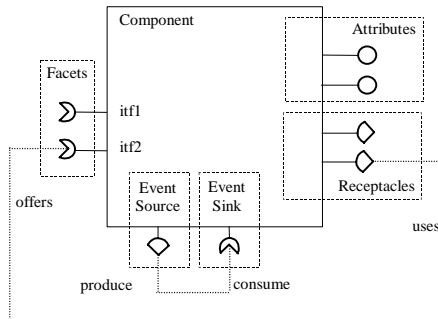 Component
Attributes
Facets
itf1
itf2
Receptacles
Event
Source
Event
Sink
offers
uses
produce
consume